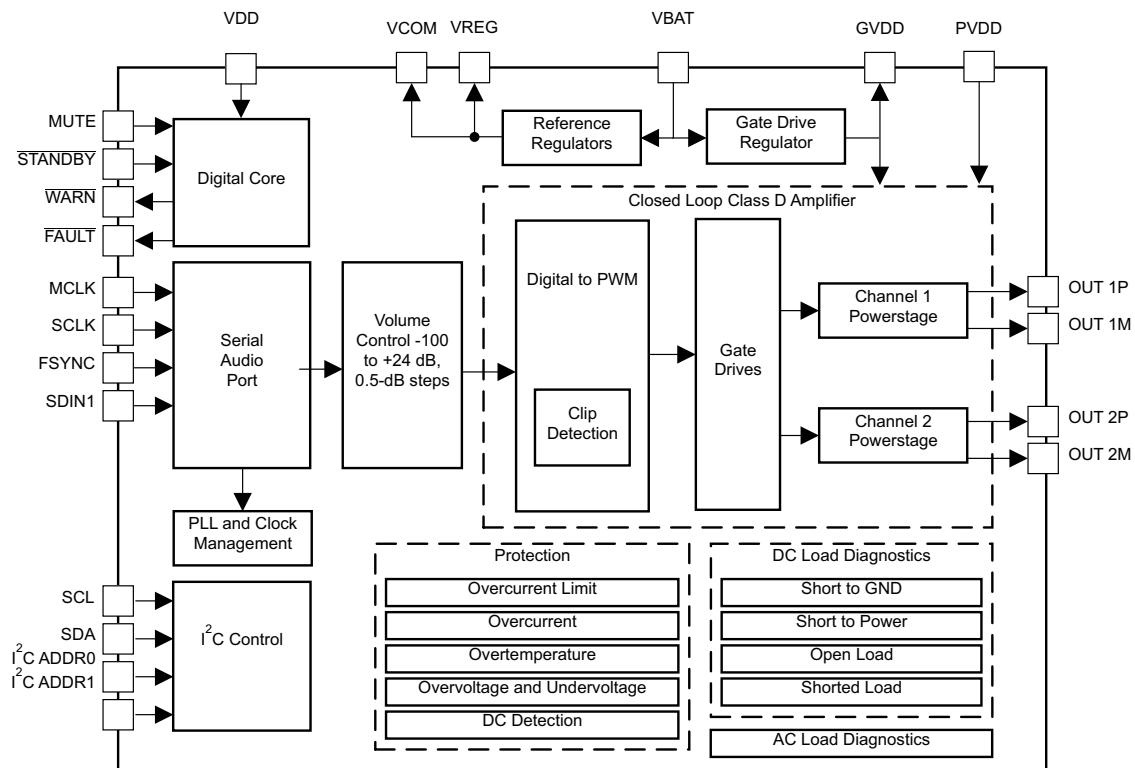 VDD
VCOM
VREG
VBAT
GVDD
PVDD
MUTE
STANDBY
WARN
FAULT
Digital Core
Reference
Regulators
Gate Drive
Regulator
Closed Loop Class D Amplifier
MCLK
SCLK
FSYNC
SDIN1
Serial
Audio
Port
Volume
Control -100
to +24 dB,
0.5-dB steps
Digital to PWM
Clip
Detection
Gate
Drives
Channel 1
Powerstage
Channel 2
Powerstage
OUT 1P
OUT 1M
OUT 2P
OUT 2M
PLL and Clock
Management
SCL
SDA
I²C ADDR0
I²C ADDR1
I²C Control
Protection
Overcurrent Limit
Overcurrent
Overtemperature
Overvoltage and Undervoltage
DC Detection
DC Load Diagnostics
Short to GND
Short to Power
Open Load
Shorted Load
AC Load Diagnostics